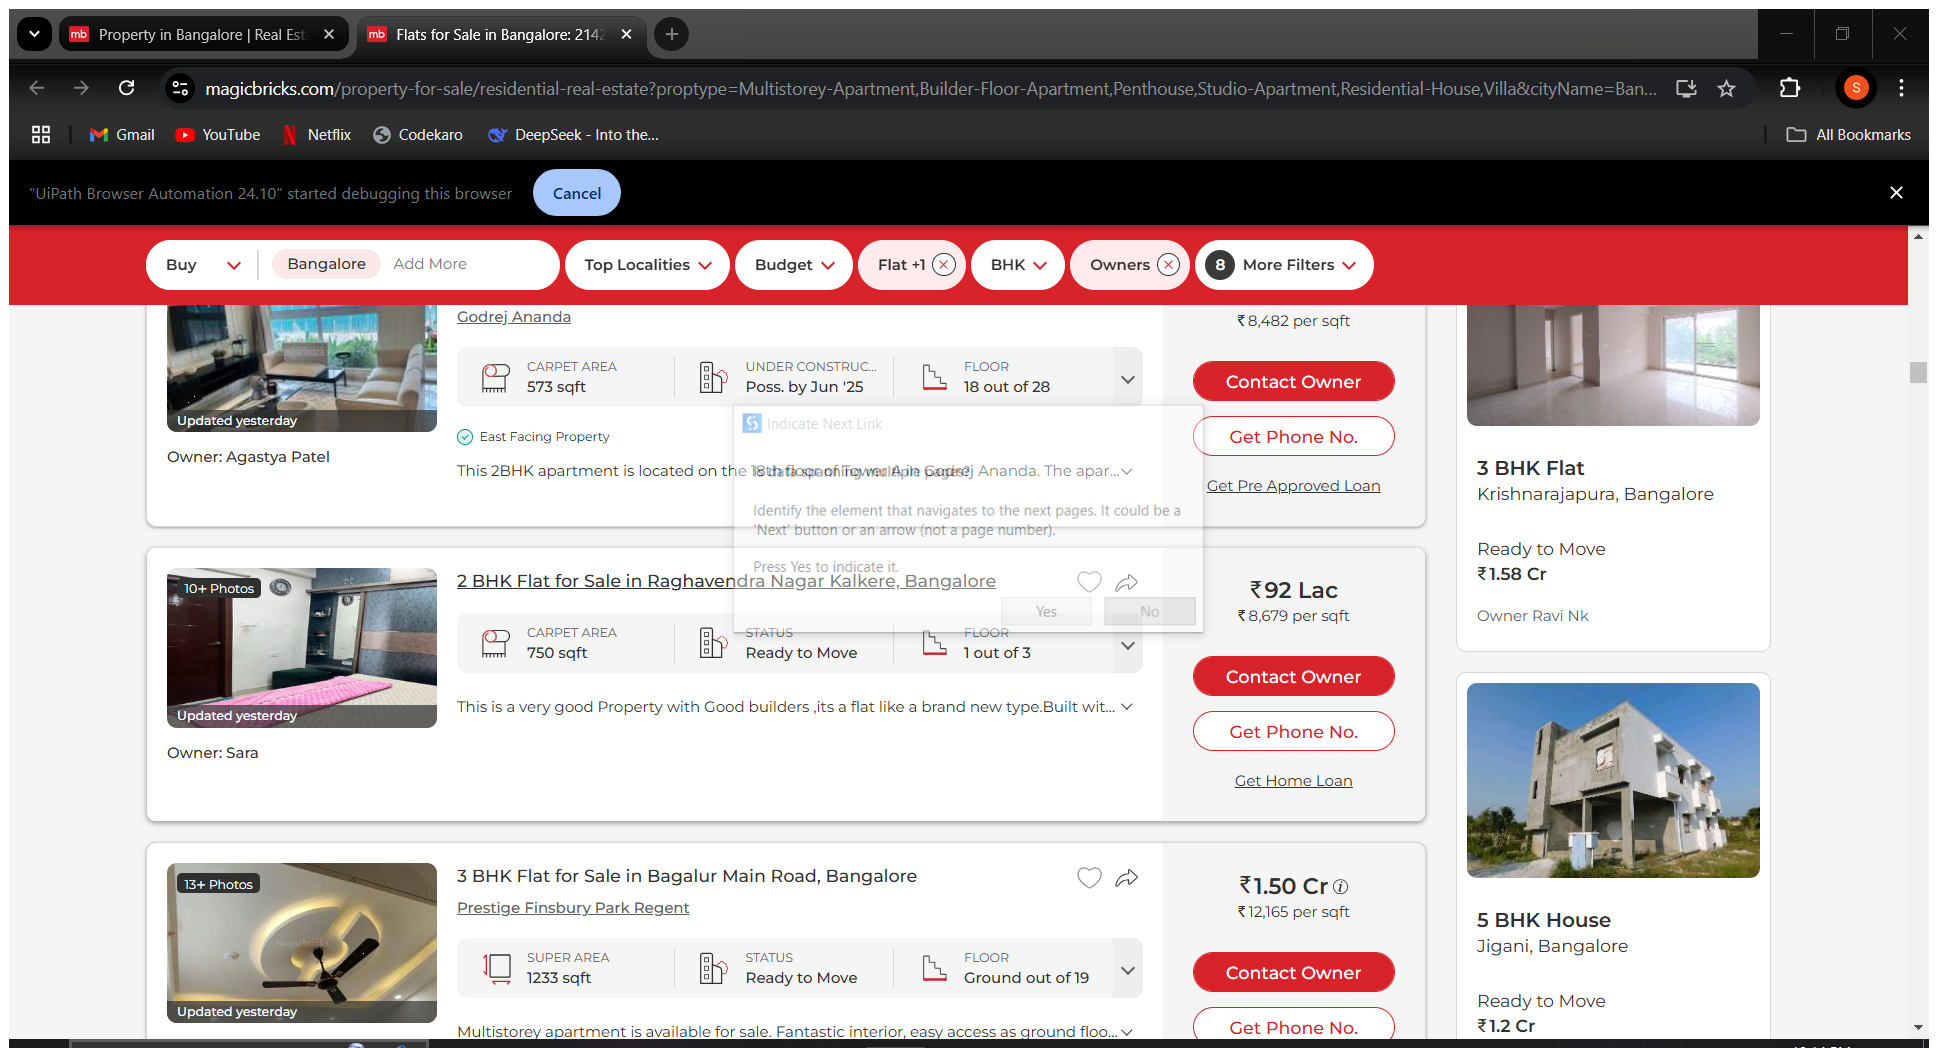 Property in Bangalore | Real Est
Flats for Sale in Bangalore: 2142
magicbricks.com/property-for-sale/residential-real-estate?proptype=Multistorey-Apartment,Builder-Floor-Apartment,Penthouse,Studio-Apartment,Residential-House,Villa&cityName=Ban...
S
Gmail
YouTube
Netflix
Codekaro
DeepSeek - Into the...
All Bookmarks
"UiPath Browser Automation 24.10" started debugging this browser
Cancel
Buy
Bangalore
Add More
Top Localities
Budget
Flat +1
BHK
Owners
8
More Filters
Godrej Ananda
CARPET AREA
573 sqft
UNDER CONSTRUC...
Poss. by Jun '25
FLOOR
18 out of 28
Updated yesterday
Owner: Agastya Patel
East Facing Property
This 2BHK apartment is located on the 18th floor of Tower A in Godrej Ananda. The apar...
₹8,482 per sqft
Contact Owner
Get Phone No.
Get Pre Approved Loan
Indicate Next Link
Is data spanning multiple pages?
Identify the element that navigates to the next pages. It could be a
'Next' button or an arrow (not a page number).
Press Yes to indicate it.
Yes
No
10+ Photos
Updated yesterday
Owner: Sara
2 BHK Flat for Sale in Raghavendra Nagar Kalkere, Bangalore
CARPET AREA
750 sqft
STATUS
Ready to Move
FLOOR
1 out of 3
This is a very good Property with Good builders ,its a flat like a brand new type.Built wit...
₹92 Lac
₹8,679 per sqft
Contact Owner
Get Phone No.
Get Home Loan
13+ Photos
magicbricks
Updated yesterday
3 BHK Flat for Sale in Bagalur Main Road, Bangalore
Prestige Finsbury Park Regent
SUPER AREA
1233 sqft
STATUS
Ready to Move
FLOOR
Ground out of 19
Multistorey apartment is available for sale. Fantastic interior, easy access as ground floo...
₹1.50 Cr
₹12,165 per sqft
Contact Owner
Get Phone No.
3 BHK Flat
Krishnarajapura, Bangalore
Ready to Move
₹1.58 Cr
Owner Ravi Nk
5 BHK House
Jigani, Bangalore
Ready to Move
₹1.2 Cr